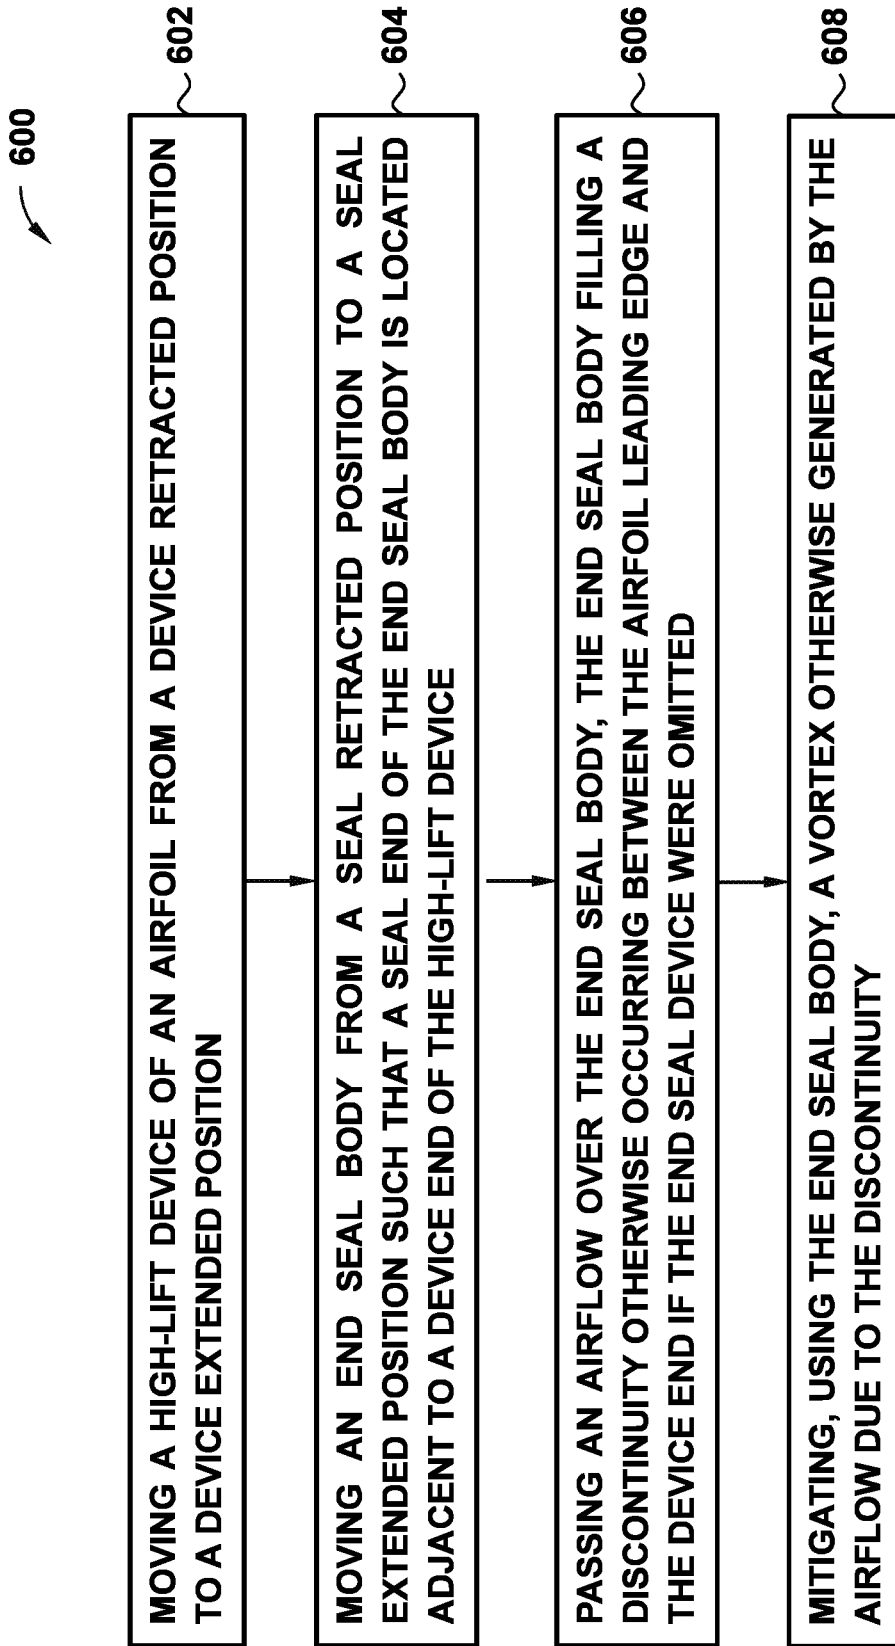 600
MOVING A HIGH-LIFT DEVICE OF AN AIRFOIL FROM A DEVICE RETRACTED POSITION
TO A DEVICE EXTENDED POSITION
602
MOVING AN END SEAL BODY FROM A SEAL RETRACTED POSITION TO A SEAL
EXTENDED POSITION SUCH THAT A SEAL END OF THE END SEAL BODY IS LOCATED
ADJACENT TO A DEVICE END OF THE HIGH-LIFT DEVICE
604
PASSING AN AIRFLOW OVER THE END SEAL BODY, THE END SEAL BODY FILLING A
DISCONTINUITY OTHERWISE OCCURRING BETWEEN THE AIRFOIL LEADING EDGE AND
THE DEVICE END IF THE END SEAL DEVICE WERE OMITTED
606
MITIGATING, USING THE END SEAL BODY, A VORTEX OTHERWISE GENERATED BY THE
AIRFLOW DUE TO THE DISCONTINUITY
608